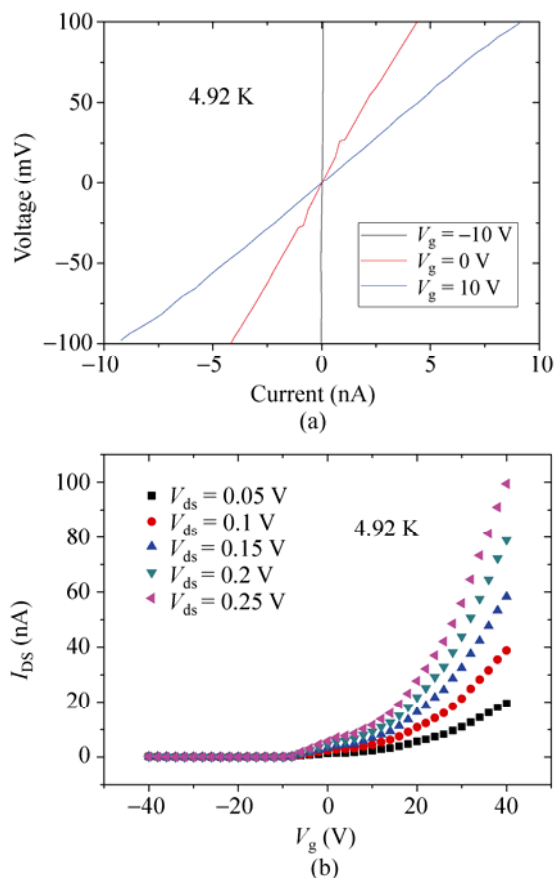 100
50
0
−50
−100
Voltage (mV)
4.92 K
Vg = −10 V
Vg = 0 V
Vg = 10 V
−10
−5
0
5
10
Current (nA)
(a)
100
80
60
40
20
0
IDS (nA)
Vds = 0.05 V
Vds = 0.1 V
Vds = 0.15 V
Vds = 0.2 V
Vds = 0.25 V
4.92 K
−40
−20
0
20
40
Vg (V)
(b)